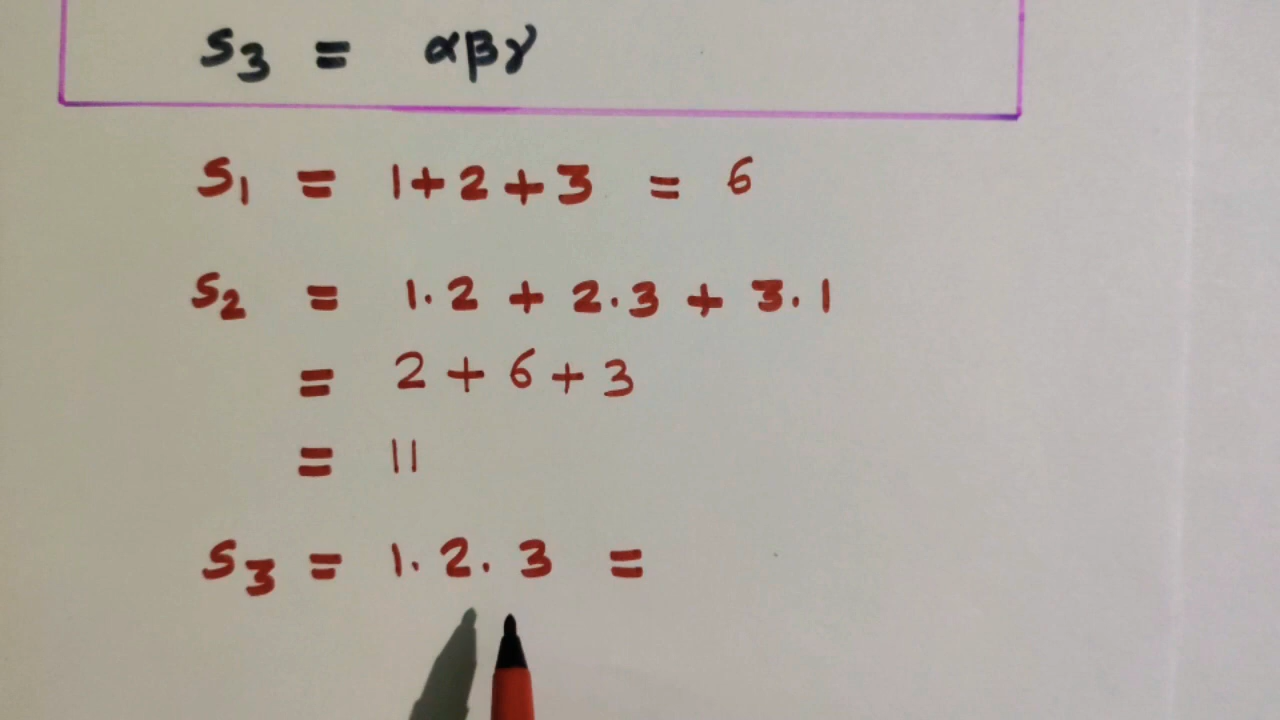 S3 = αβγ
S1 = 1+2+3 = 6
S2 = 1.2 + 2.3 + 3.1
= 2+6+3
= 11
S3 = 1.2.3 =